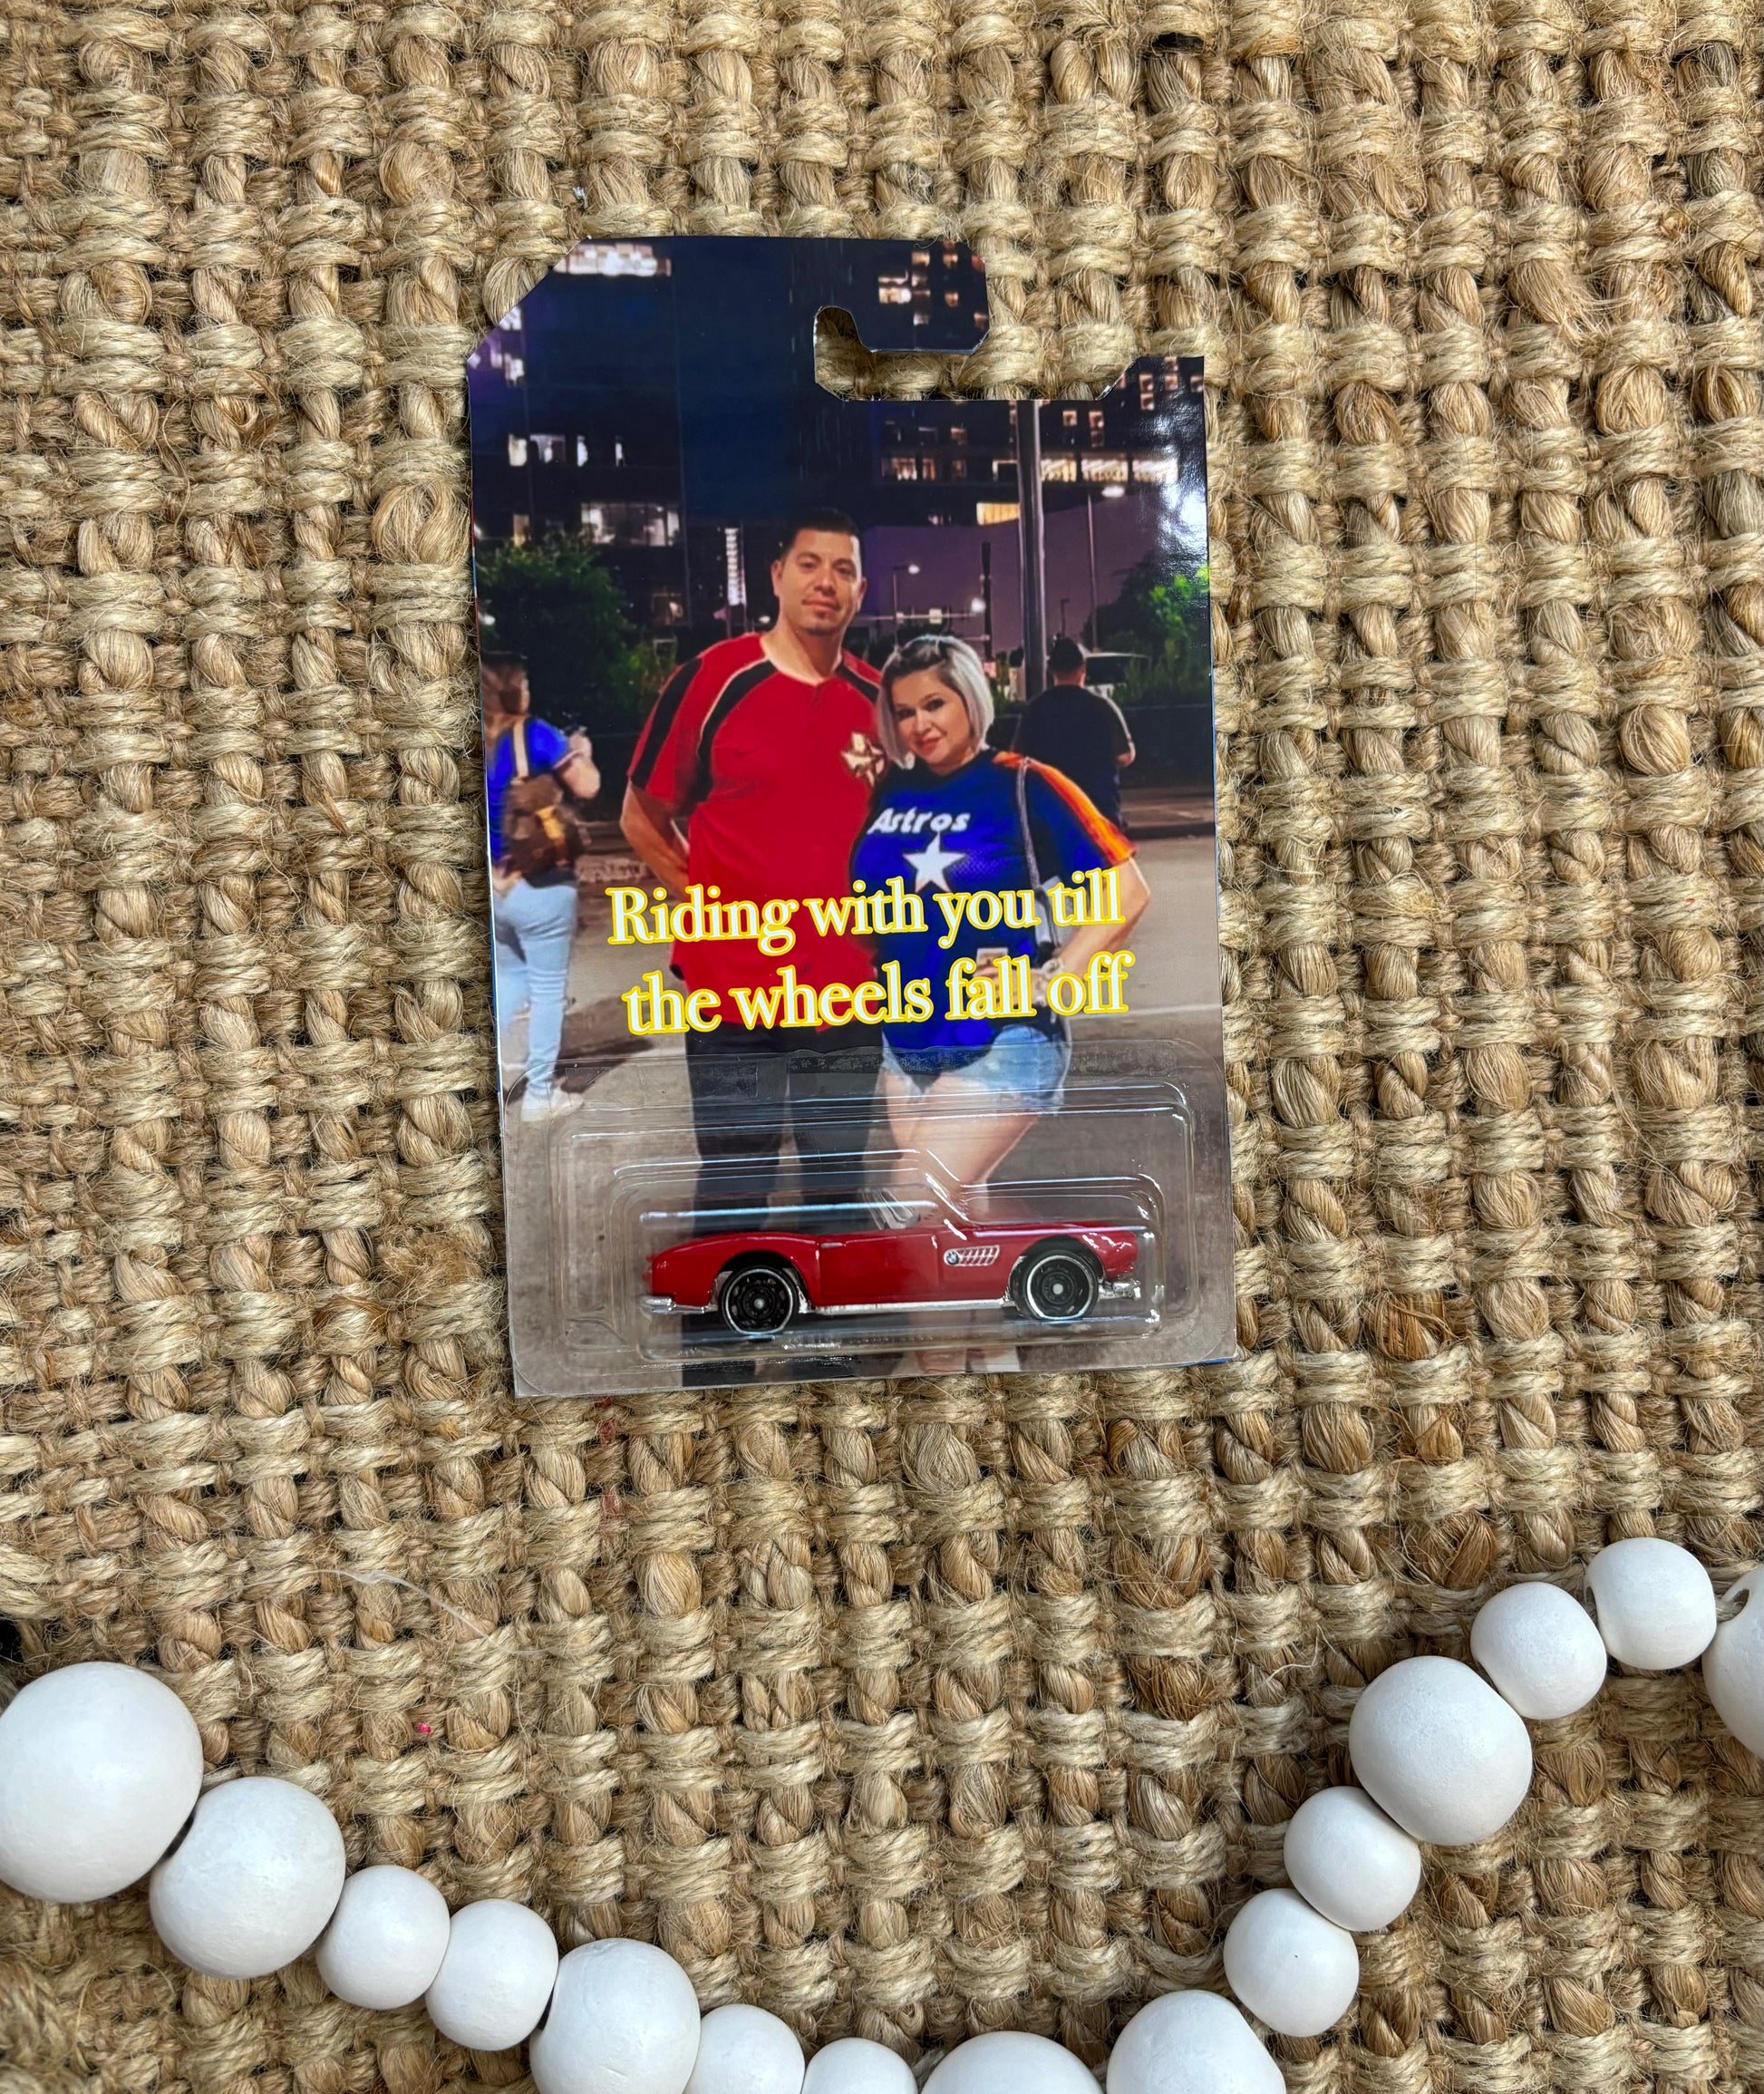 Astros
Riding with you till
the wheels fall off